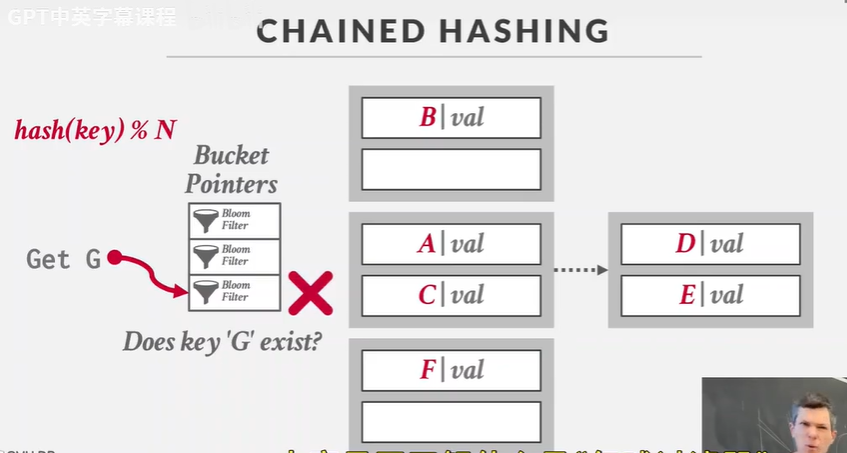 GPT中英字幕课程
CHAINED HASHING
hash(key) % N
Bucket
Pointers
Bloom
Filter
Bloom
Filter
Bloom
Filter
Get G
Does key 'G' exist?
B|val
A|val
C|val
D|val
E|val
F|val